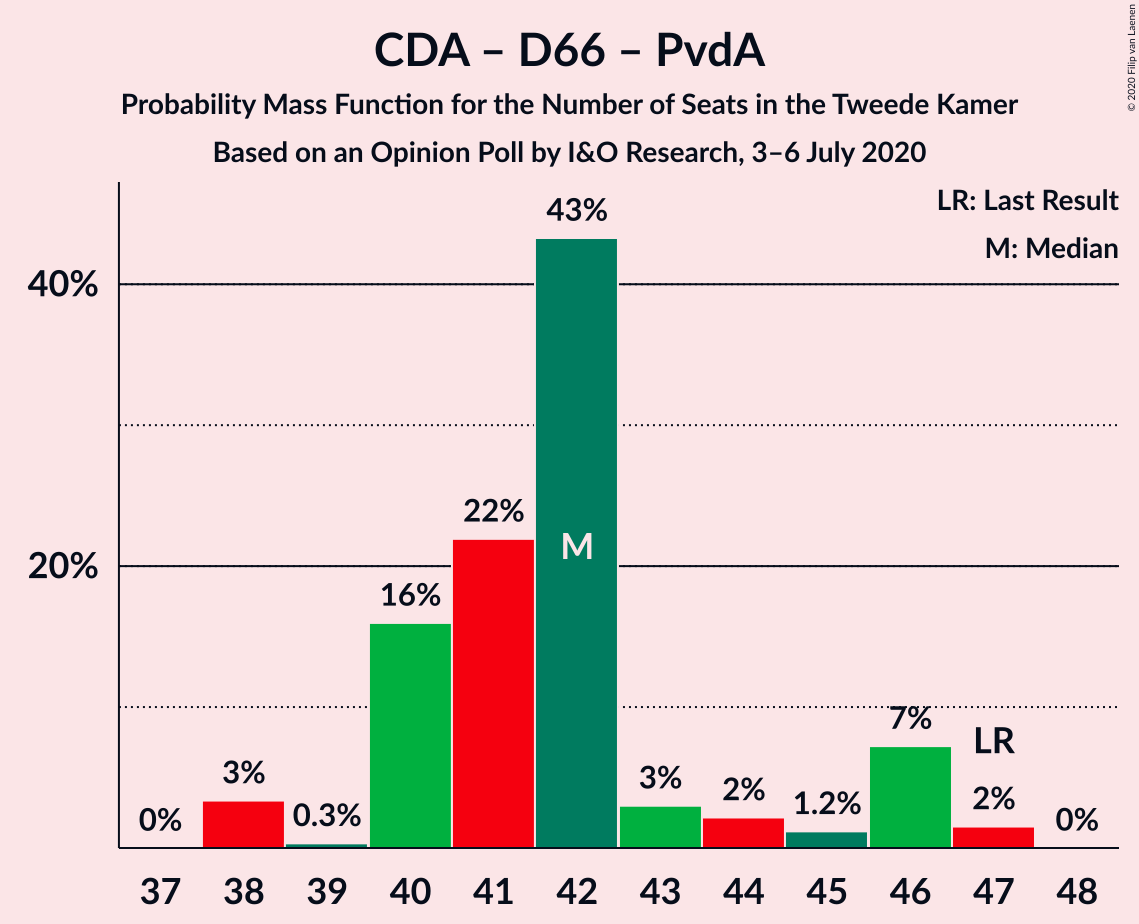 CDA – D66 – PvdA
Probability Mass Function for the Number of Seats in the Tweede Kamer
Based on an Opinion Poll by I&O Research, 3–6 July 2020
© 2020 Filip van Laenen
LR: Last Result
M: Median
40%
20%
0%
3%
0.3%
16%
22%
43%
M
3%
2%
1.2%
7%
LR
2%
0%
37 38 39 40 41 42 43 44 45 46 47 48